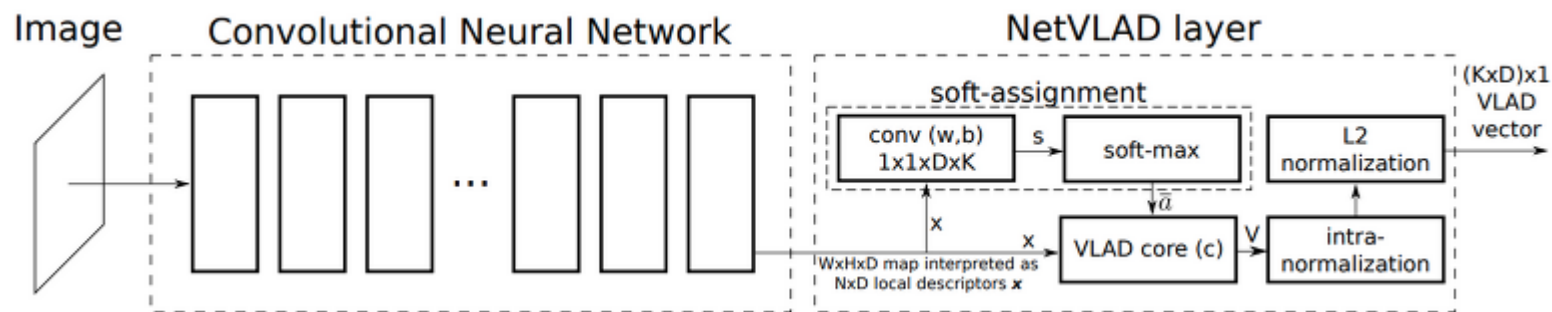 Image
Convolutional Neural Network
NetVLAD layer
...
soft-assignment
conv (w,b)
1x1xDxK
s
soft-max
L2
normalization
(KxD)x1
VLAD
vector
x
x
WxHxD map interpreted as
NxD local descriptors x
a̅
VLAD core (c)
V
intra-
normalization